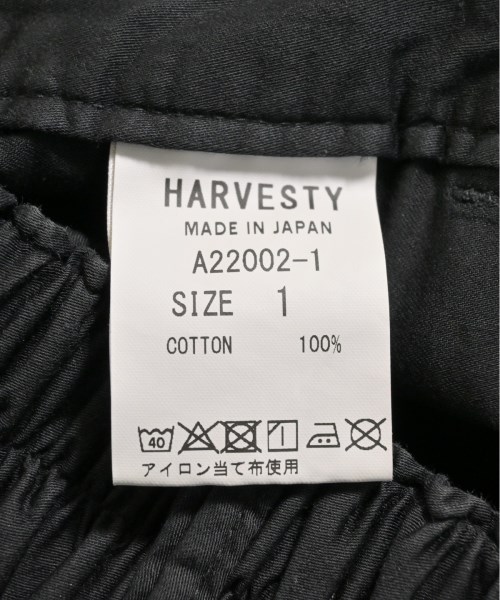 HARVESTY
MADE IN JAPAN
A22002-1
SIZE 1
COTTON 100%
40
アイロン当て布使用